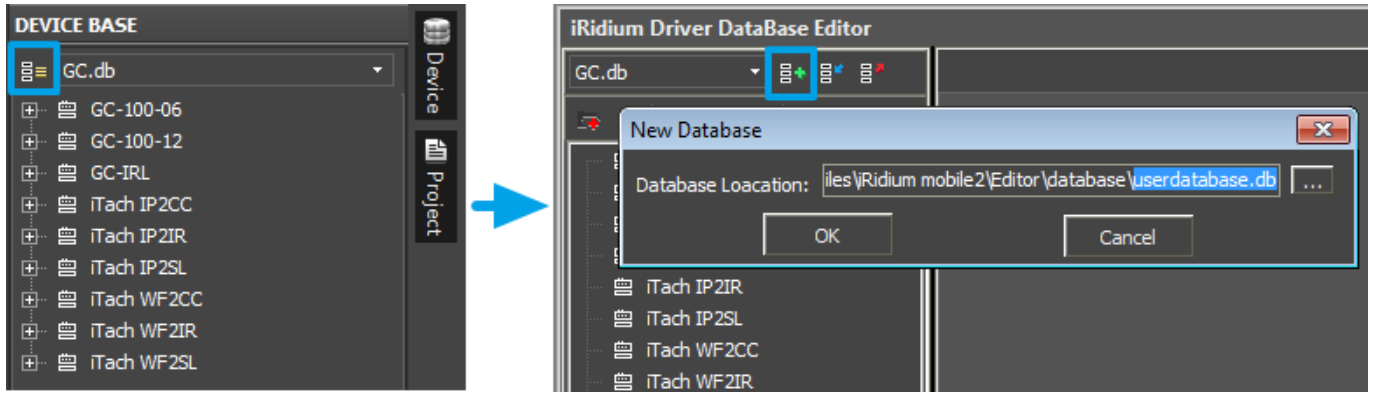 DEVICE BASE
GC.db
GC-100-06
GC-100-12
GC-IRL
iTach IP2CC
iTach IP2IR
iTach IP2SL
iTach WF2CC
iTach WF2IR
iTach WF2SL
Device
Project
iRidium Driver DataBase Editor
GC.db
New Database
Database Loacation: iles\iRidium mobile2\Editor\database\userdatabase.db ...
OK Cancel
iTach IP2IR
iTach IP2SL
iTach WF2CC
iTach WF2IR